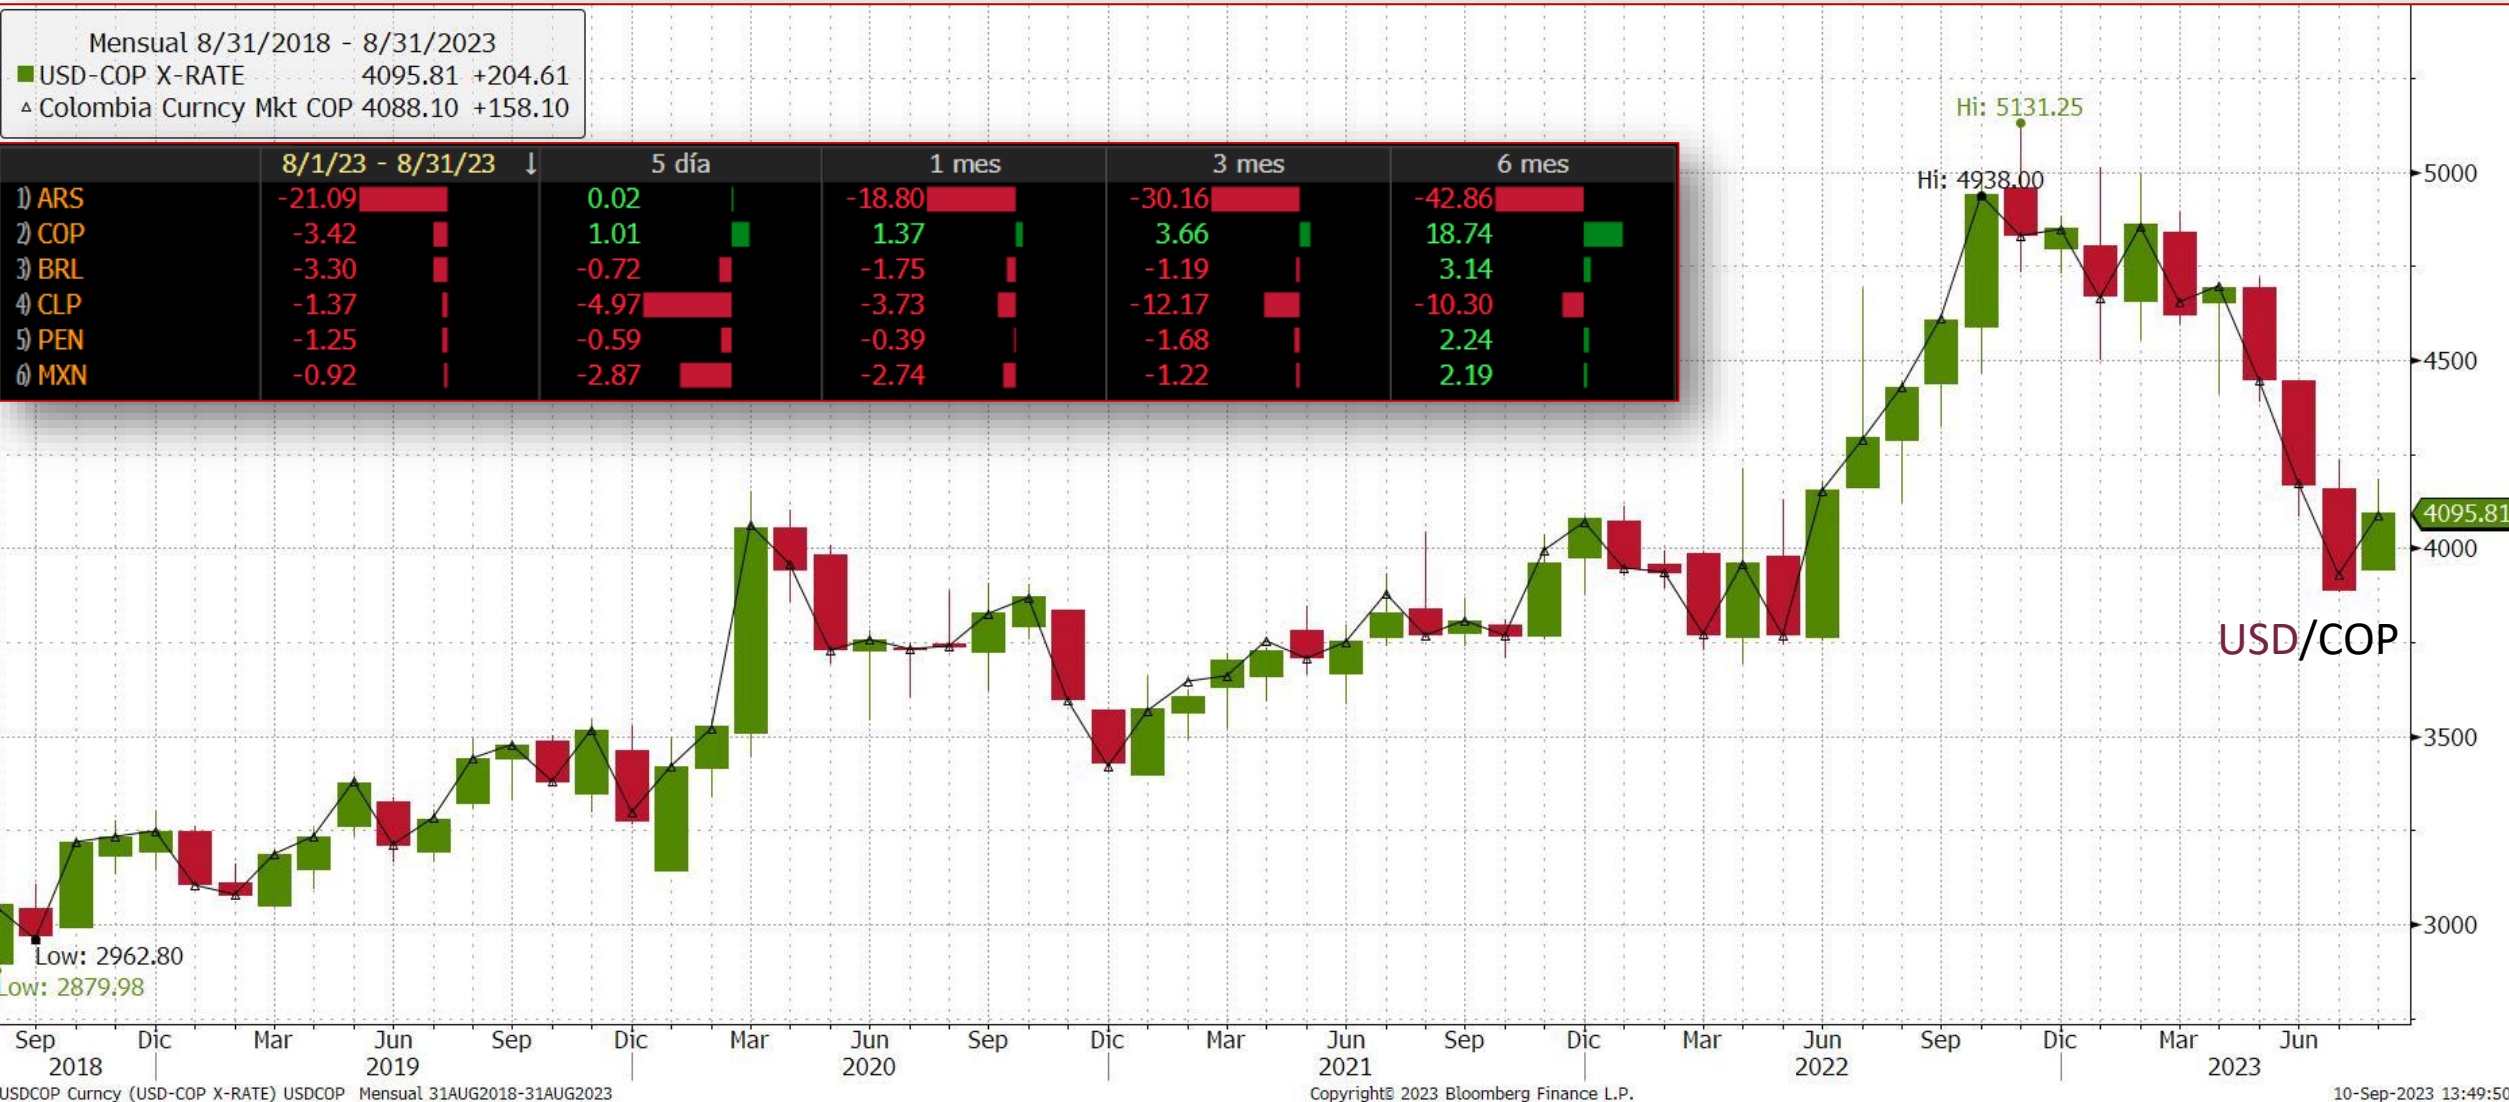 Mensual 8/31/2018 - 8/31/2023
USD-COP X-RATE 4095.81 +204.61
Colombia Curncy Mkt COP 4088.10 +158.10
8/1/23 - 8/31/23 ↓ 5 día 1 mes 3 mes 6 mes
1) ARS -21.09 0.02 -18.80 -30.16 -42.86
2) COP -3.42 1.01 1.37 3.66 18.74
3) BRL -3.30 -0.72 -1.75 -1.19 3.14
4) CLP -1.37 -4.97 -3.73 -12.17 -10.30
5) PEN -1.25 -0.59 -0.39 -1.68 2.24
6) MXN -0.92 -2.87 -2.74 -1.22 2.19
Hi: 5131.25
Hi: 4938.00
5000
4500
4095.81
4000
3500
3000
USD/COP
Low: 2962.80
Low: 2879.98
Sep Dic Mar Jun Sep Dic Mar Jun Sep Dic Mar Jun Sep Dic Mar Jun Sep Dic Mar Jun
2018 2019 2020 2021 2022 2023
USDCOP Curncy (USD-COP X-RATE) USDCOP Mensual 31AUG2018-31AUG2023 Copyright© 2023 Bloomberg Finance L.P. 10-Sep-2023 13:49:50